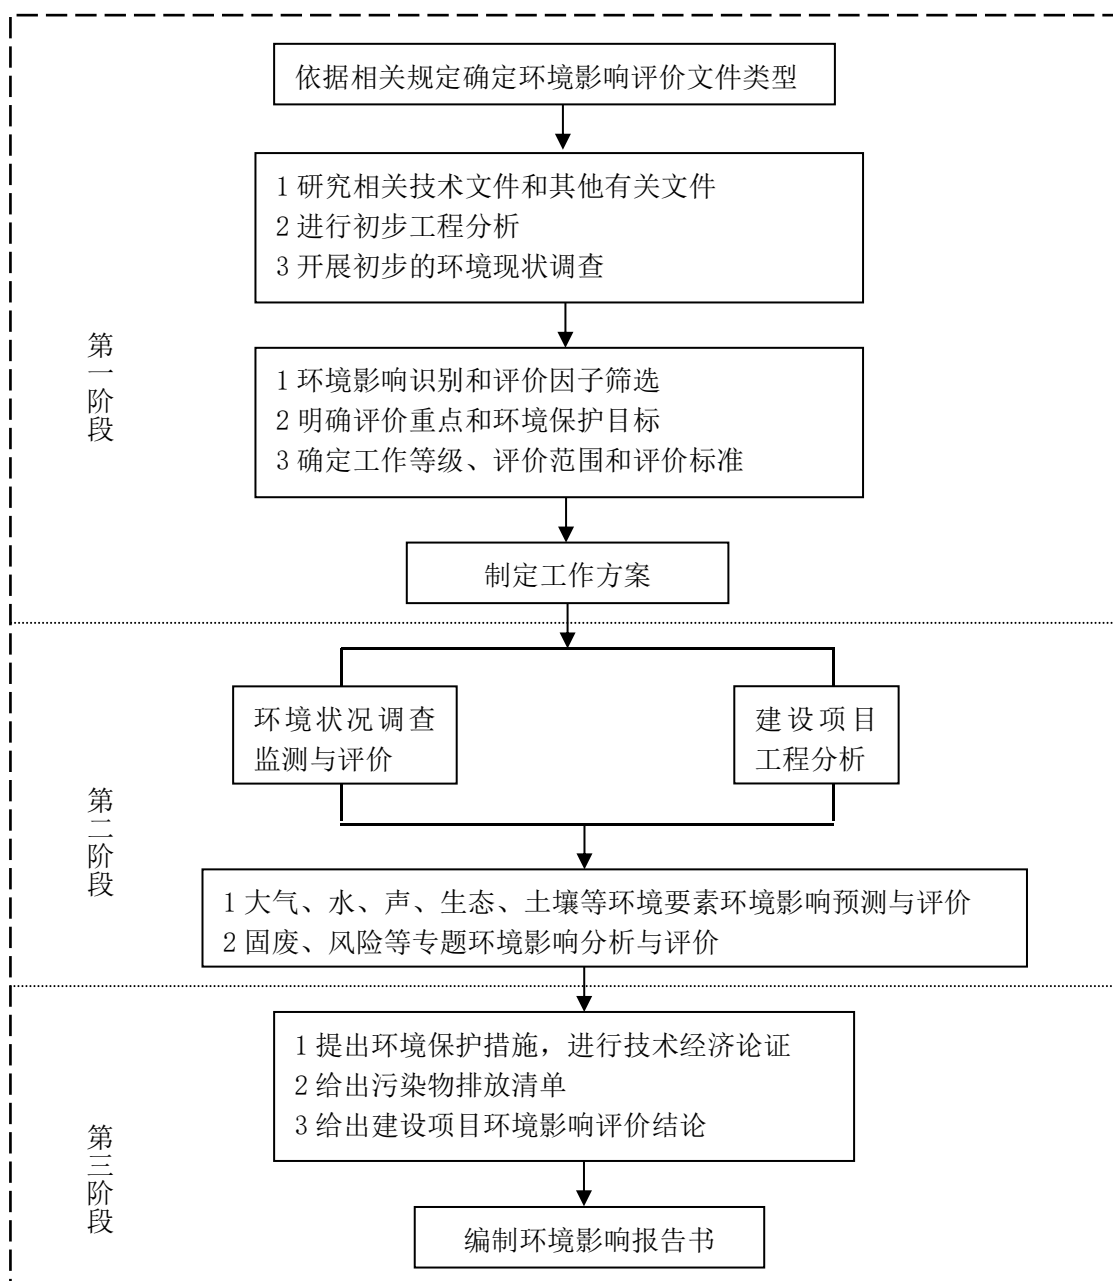 依据相关规定确定环境影响评价文件类型
1 研究相关技术文件和其他有关文件
2 进行初步工程分析
3 开展初步的环境现状调查
第一阶段
1 环境影响识别和评价因子筛选
2 明确评价重点和环境保护目标
3 确定工作等级、评价范围和评价标准
制定工作方案
环境状况调查
监测与评价
建设项目
工程分析
第二阶段
1 大气、水、声、生态、土壤等环境要素环境影响预测与评价
2 固废、风险等专题环境影响分析与评价
1 提出环境保护措施，进行技术经济论证
2 给出污染物排放清单
3 给出建设项目环境影响评价结论
第三阶段
编制环境影响报告书